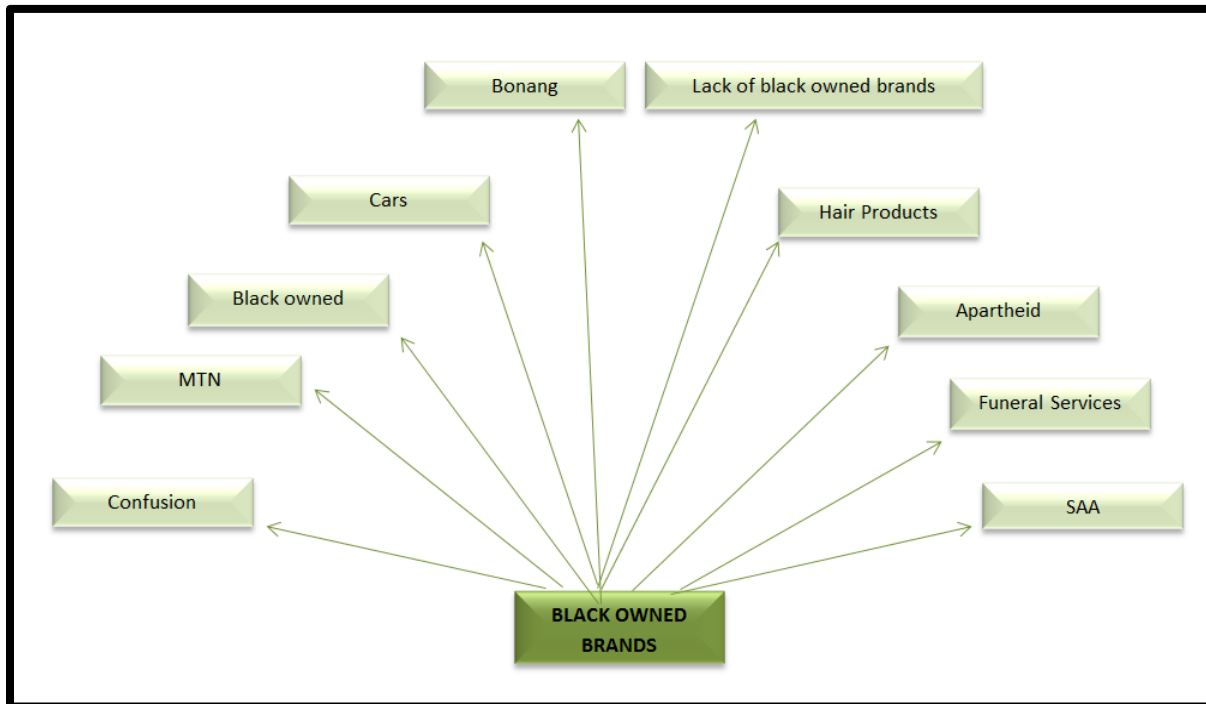 Bonang
Lack of black owned brands
Cars
Hair Products
Black owned
Apartheid
MTN
Funeral Services
Confusion
SAA
BLACK OWNED
BRANDS